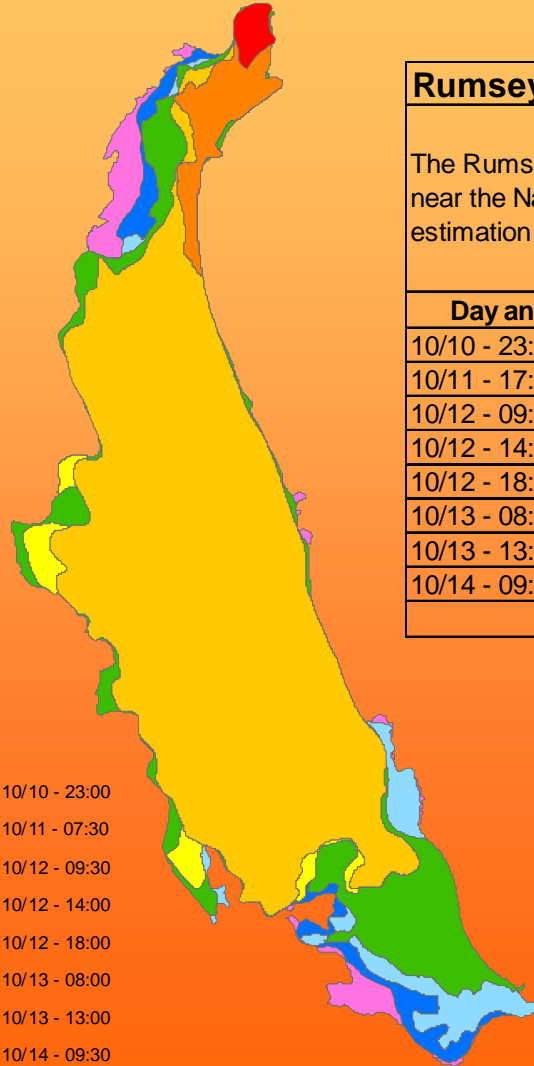 Rumsey
The Rums
near the Na
estimation
Day an
10/10 - 23:
10/11 - 17:
10/12 - 09:
10/12 - 14:
10/12 - 18:
10/13 - 08:
10/13 - 13:
10/14 - 09:
10/10 - 23:00
10/11 - 07:30
10/12 - 09:30
10/12 - 14:00
10/12 - 18:00
10/13 - 08:00
10/13 - 13:00
10/14 - 09:30